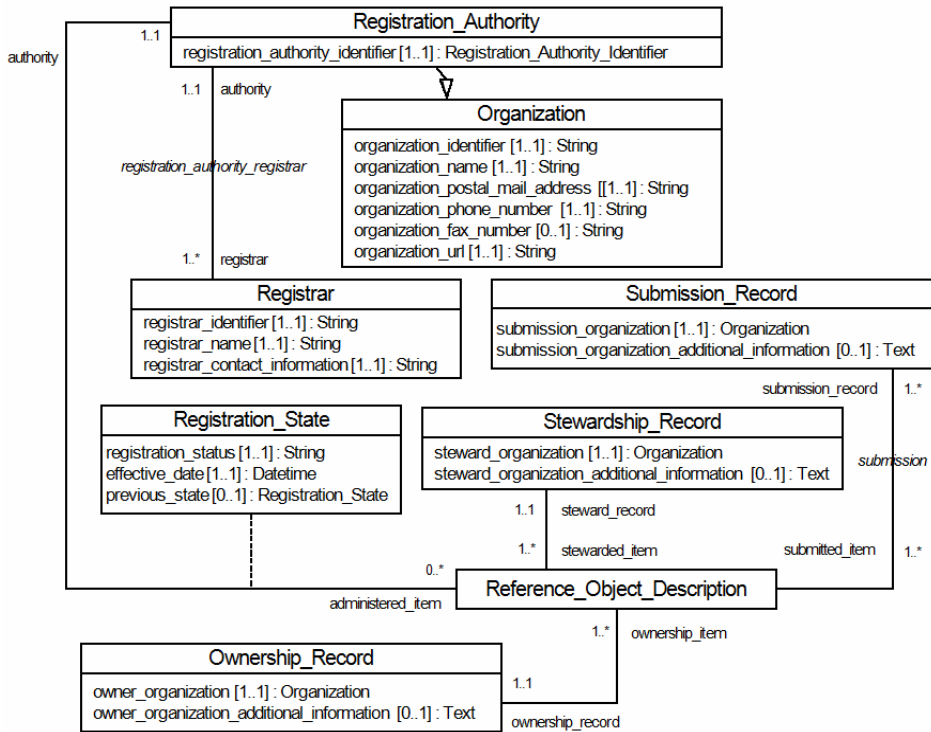 Registration_Authority
1..1
authority
registration_authority_identifier [1..1] : Registration_Authority_Identifier
1..1 authority
Organization
organization_identifier [1..1] : String
organization_name [1..1] : String
organization_postal_mail_address [[1..1] : String
organization_phone_number [1..1] : String
organization_fax_number [0..1] : String
organization_url [1..1] : String
registration_authority_registrar
1..* registrar
Registrar
registrar_identifier [1..1] : String
registrar_name [1..1] : String
registrar_contact_information [1..1] : String
Submission_Record
submission_organization [1..1] : Organization
submission_organization_additional_information [0..1] : Text
submission_record 1..*
Registration_State
registration_status [1..1] : String
effective_date [1..1] : Datetime
previous_state [0..1] : Registration_State
Stewardship_Record
steward_organization [1..1] : Organization
steward_organization_additional_information [0..1] : Text
submission
1..1 steward_record
1..* stewarded_item
submitted_item 1..*
0..*
administered_item
Reference_Object_Description
1..* ownership_item
Ownership_Record
owner_organization [1..1] : Organization
owner_organization_additional_information [0..1] : Text
1..1
ownership_record